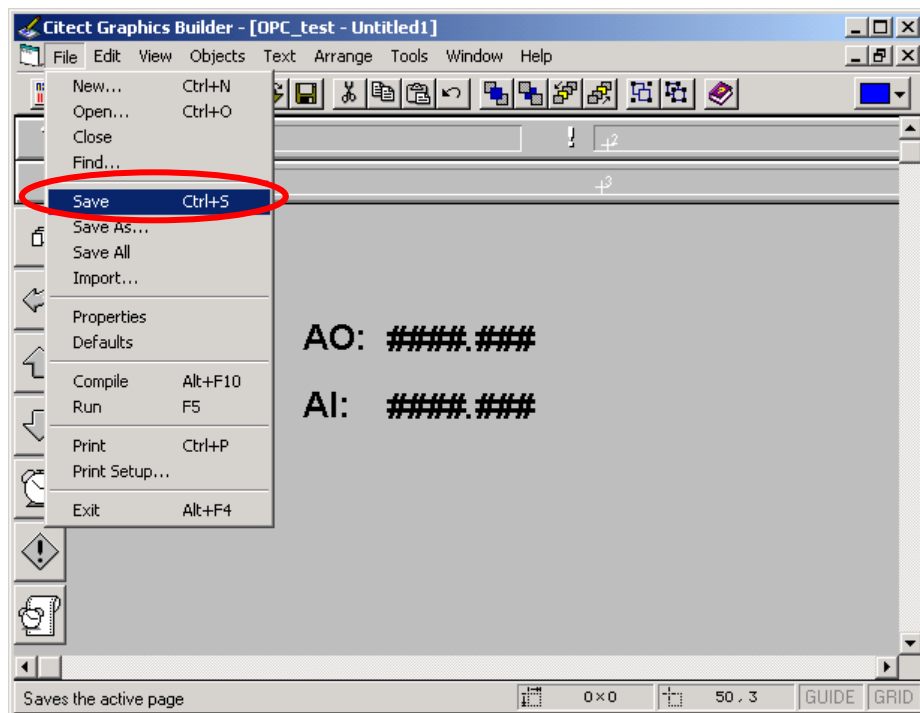 Citect Graphics Builder - [OPC_test - Untitled1]
File Edit View Objects Text Arrange Tools Window Help
New... Ctrl+N
Open... Ctrl+O
Close
Find...
Save Ctrl+S
Save As...
Save All
Import...
Properties
Defaults
Compile Alt+F10
Run F5
Print Ctrl+P
Print Setup...
Exit Alt+F4
2
3
AO: ####.###
AI: ####.###
Saves the active page 0×0 50,3 GUIDE GRID